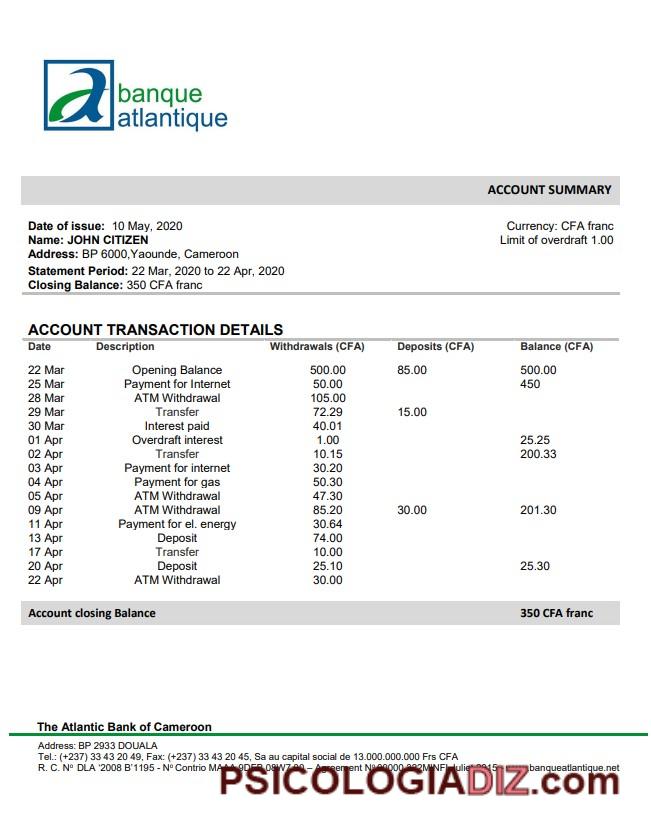 banque
atlantique
ACCOUNT SUMMARY
Date of issue: 10 May, 2020
Name: JOHN CITIZEN
Address: BP 6000,Yaounde, Cameroon
Statement Period: 22 Mar, 2020 to 22 Apr, 2020
Closing Balance: 350 CFA franc
Currency: CFA franc
Limit of overdraft 1.00
ACCOUNT TRANSACTION DETAILS
Date Description Withdrawals (CFA) Deposits (CFA) Balance (CFA)
22 Mar Opening Balance 500.00 85.00 500.00
25 Mar Payment for Internet 50.00 450
28 Mar ATM Withdrawal 105.00
29 Mar Transfer 72.29 15.00
30 Mar Interest paid 40.01
01 Apr Overdraft interest 1.00 25.25
02 Apr Transfer 10.15 200.33
03 Apr Payment for internet 30.20
04 Apr Payment for gas 50.30
05 Apr ATM Withdrawal 47.30
09 Apr ATM Withdrawal 85.20 30.00 201.30
11 Apr Payment for el. energy 30.64
13 Apr Deposit 74.00
17 Apr Transfer 10.00
20 Apr Deposit 25.10 25.30
22 Apr ATM Withdrawal 30.00
Account closing Balance 350 CFA franc
The Atlantic Bank of Cameroon
Address: BP 2933 DOUALA
Tel.: (+237) 33 43 20 49, Fax: (+237) 33 43 20 45, Sa au capital social de 13.000.000.000 Frs CFA
R. C. Nº DLA '2008 B'1195 - Nº Contrio Agreement banqueatlantique.net
PSICOLOGIADIZ.com